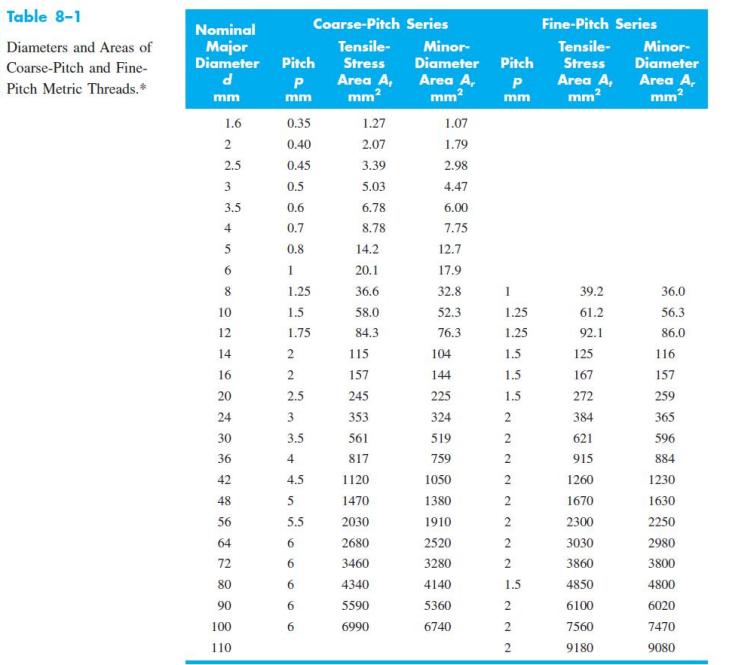 Table 8–1
Diameters and Areas of
Coarse-Pitch and Fine-
Pitch Metric Threads.*
Coarse-Pitch Series Fine-Pitch Series
Nominal
Major Tensile- Minor- Tensile- Minor-
Diameter Pitch Stress Diameter Pitch Stress Diameter
d p Area At Area Ar p Area At Area Ar
mm mm mm² mm² mm mm² mm²
1.6 0.35 1.27 1.07
2 0.40 2.07 1.79
2.5 0.45 3.39 2.98
3 0.5 5.03 4.47
3.5 0.6 6.78 6.00
4 0.7 8.78 7.75
5 0.8 14.2 12.7
6 1 20.1 17.9
8 1.25 36.6 32.8 1 39.2 36.0
10 1.5 58.0 52.3 1.25 61.2 56.3
12 1.75 84.3 76.3 1.25 92.1 86.0
14 2 115 104 1.5 125 116
16 2 157 144 1.5 167 157
20 2.5 245 225 1.5 272 259
24 3 353 324 2 384 365
30 3.5 561 519 2 621 596
36 4 817 759 2 915 884
42 4.5 1120 1050 2 1260 1230
48 5 1470 1380 2 1670 1630
56 5.5 2030 1910 2 2300 2250
64 6 2680 2520 2 3030 2980
72 6 3460 3280 2 3860 3800
80 6 4340 4140 1.5 4850 4800
90 6 5590 5360 2 6100 6020
100 6 6990 6740 2 7560 7470
110 2 9180 9080